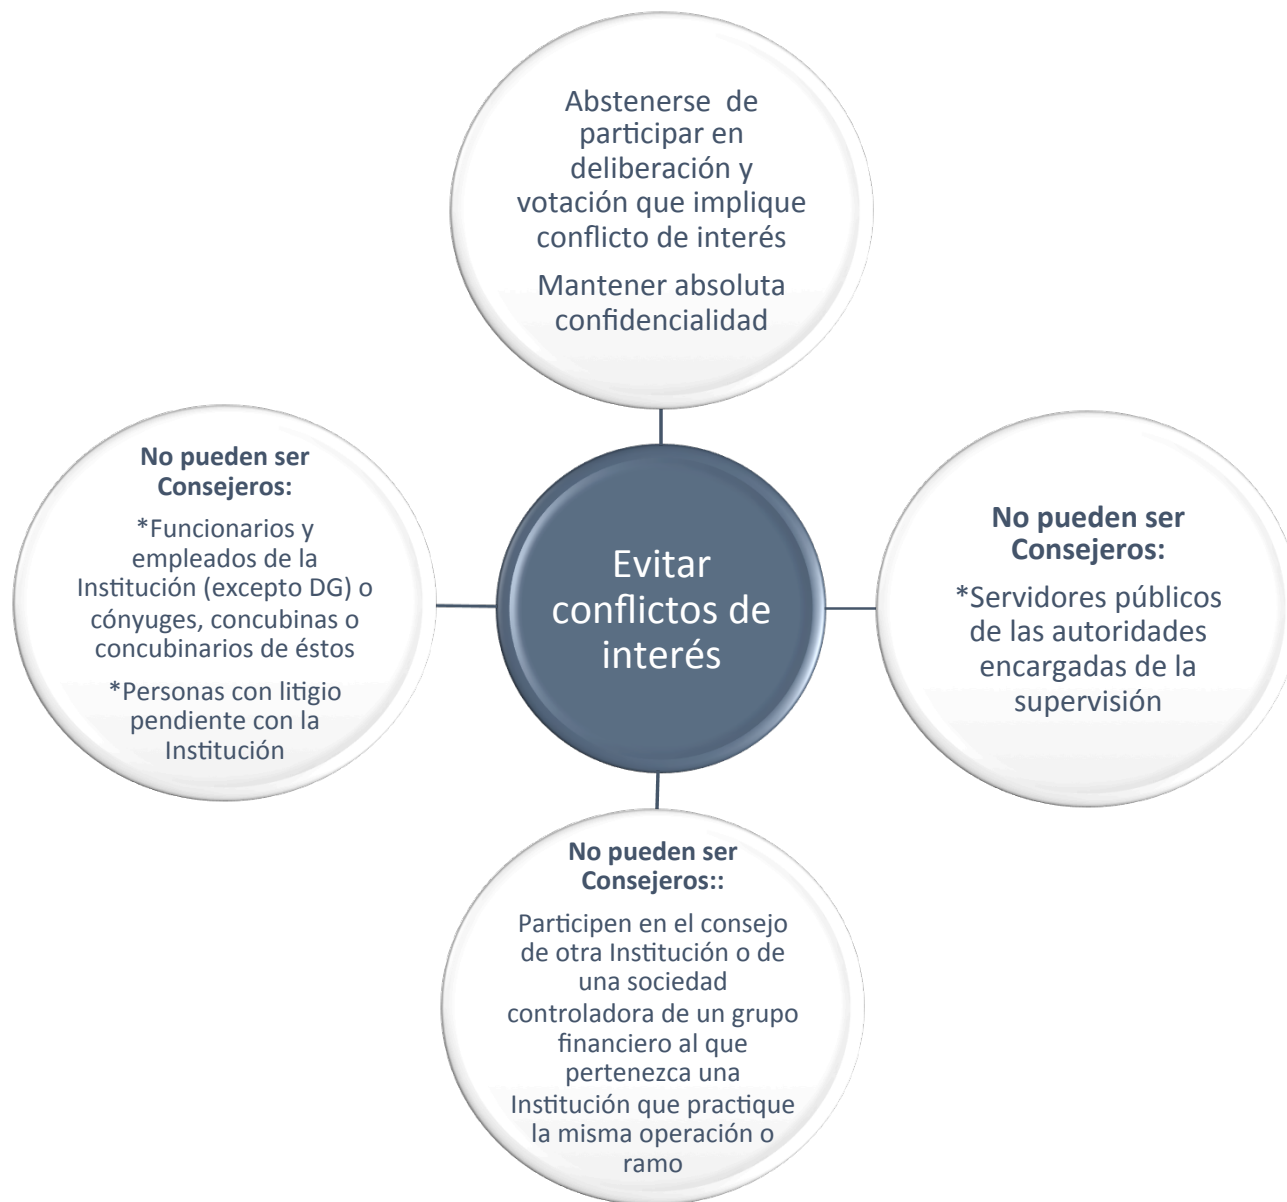 Abstenerse  de
participar en
deliberación y
votación que implique
conflicto de interés
Mantener absoluta
confidencialidad
No pueden ser
Consejeros:
*Funcionarios y
empleados de la
Institución (excepto DG) o
cónyuges, concubinas o
concubinarios de éstos
*Personas con litigio
pendiente con la
Institución
Evitar
conflictos de
interés
No pueden ser
Consejeros:
*Servidores públicos
de las autoridades
encargadas de la
supervisión
No pueden ser
Consejeros::
Participen en el consejo
de otra Institución o de
una sociedad
controladora de un grupo
financiero al que
pertenezca una
Institución que practique
la misma operación o
ramo